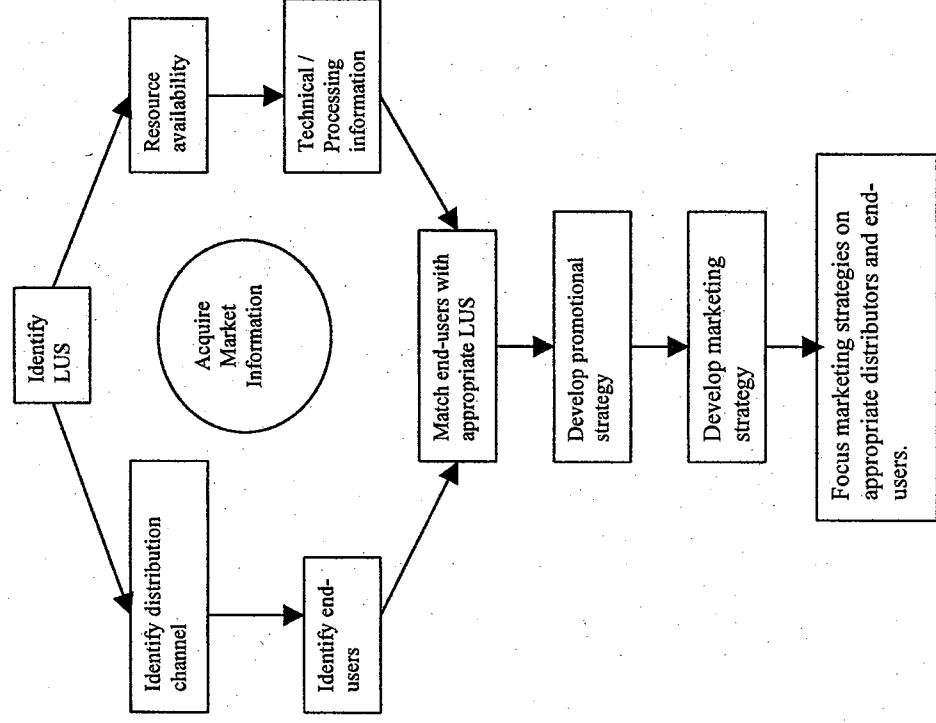 Identify
LUS
Identify distribution
channel
Resource
availability
Acquire
Market
Information
Identify end-
users
Technical /
Processing
information
Match end-users with
appropriate LUS
Develop promotional
strategy
Develop marketing
strategy
Focus marketing strategies on
appropriate distributors and end-
users.